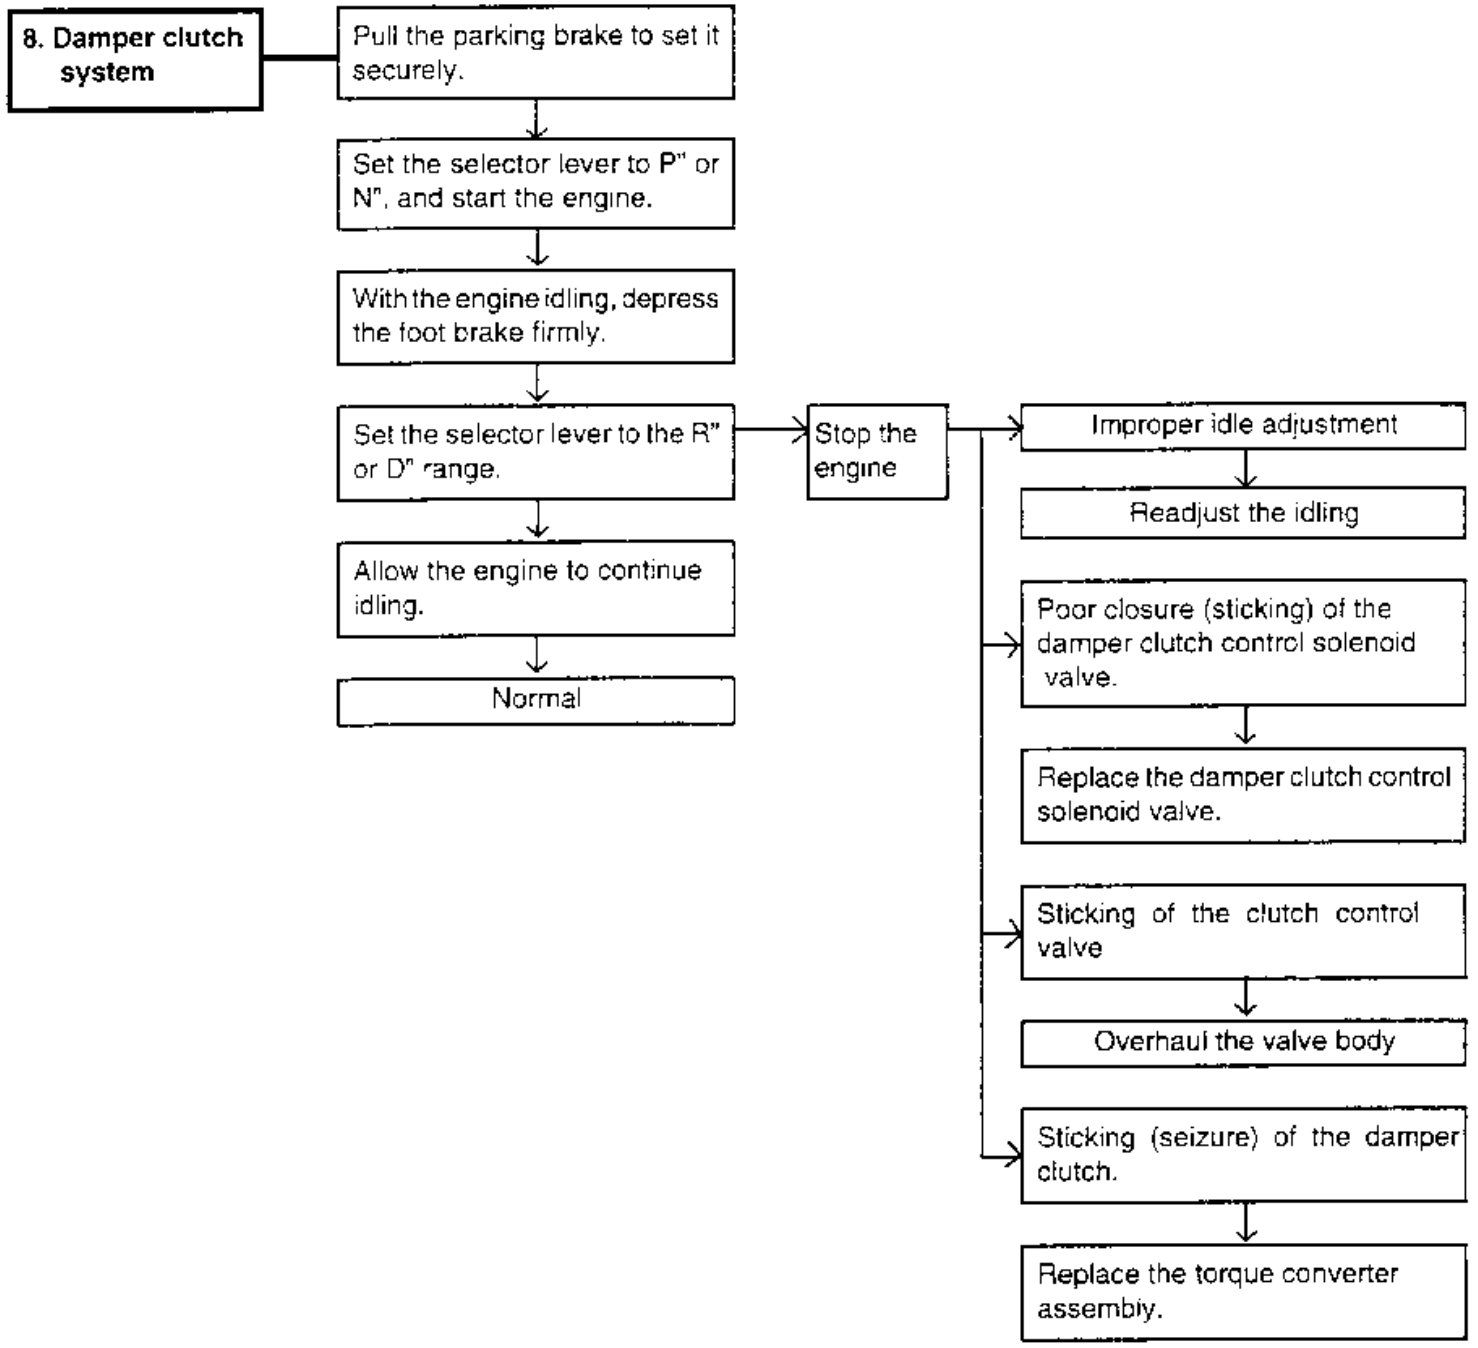 8. Damper clutch
system
Pull the parking brake to set it
securely.
Set the selector lever to P" or
N", and start the engine.
With the engine idling, depress
the foot brake firmly.
Set the selector lever to the R"
or D" range.
Allow the engine to continue
idling.
Normal
Stop the
engine
Improper idle adjustment
Readjust the idling
Poor closure (sticking) of the
damper clutch control solenoid
valve.
Replace the damper clutch control
solenoid valve.
Sticking of the clutch control
valve
Overhaul the valve body
Sticking (seizure) of the damper
clutch.
Replace the torque converter
assembly.